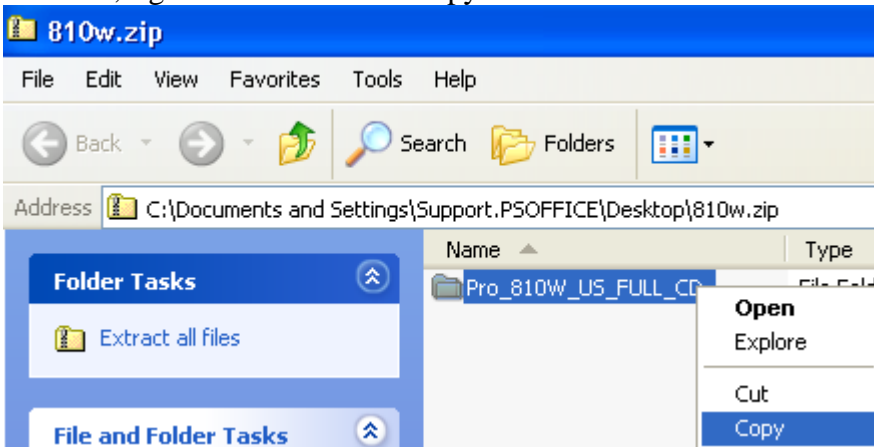 810w.zip
File Edit View Favorites Tools Help
Back Search Folders
Address C:\Documents and Settings\Support.PSOFFICE\Desktop\810w.zip
Name Type
Folder Tasks
Pro_810W_US_FULL_CD
Open
Extract all files
Explore
Cut
File and Folder Tasks
Copy